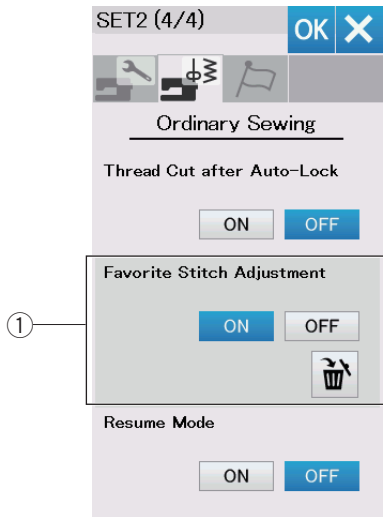 SET2 (4/4)
OK
Ordinary Sewing
Thread Cut after Auto-Lock
ON OFF
Favorite Stitch Adjustment
①
ON OFF
Resume Mode
ON OFF